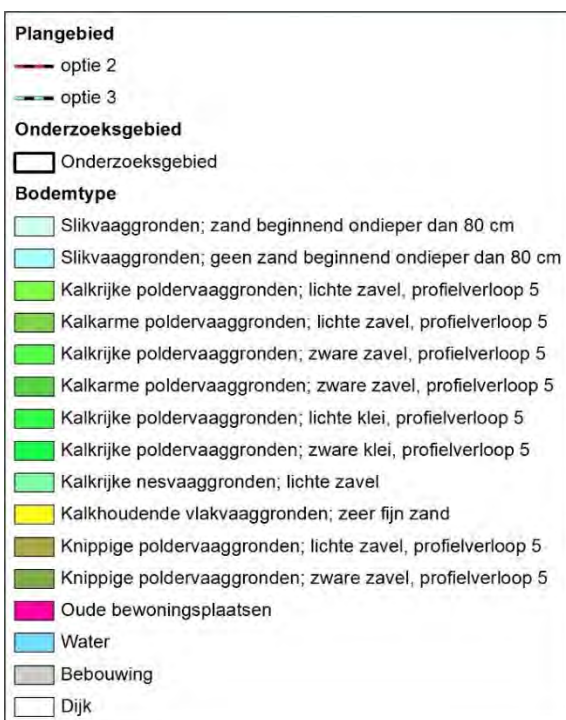 Plangebied
optie 2
optie 3
Onderzoeksgebied
Onderzoeksgebied
Bodemtype
Slikvaaggronden; zand beginnend ondieper dan 80 cm
Slikvaaggronden; geen zand beginnend ondieper dan 80 cm
Kalkrijke poldervaaggronden; lichte zavel, profielverloop 5
Kalkarme poldervaaggronden; lichte zavel, profielverloop 5
Kalkrijke poldervaaggronden; zware zavel, profielverloop 5
Kalkarme poldervaaggronden; zware zavel, profielverloop 5
Kalkrijke poldervaaggronden; lichte klei, profielverloop 5
Kalkrijke poldervaaggronden; zware klei, profielverloop 5
Kalkrijke nesvaaggronden; lichte zavel
Kalkhoudende vlakvaaggronden; zeer fijn zand
Knippige poldervaaggronden; lichte zavel, profielverloop 5
Knippige poldervaaggronden; zware zavel, profielverloop 5
Oude bewoningsplaatsen
Water
Bebouwing
Dijk